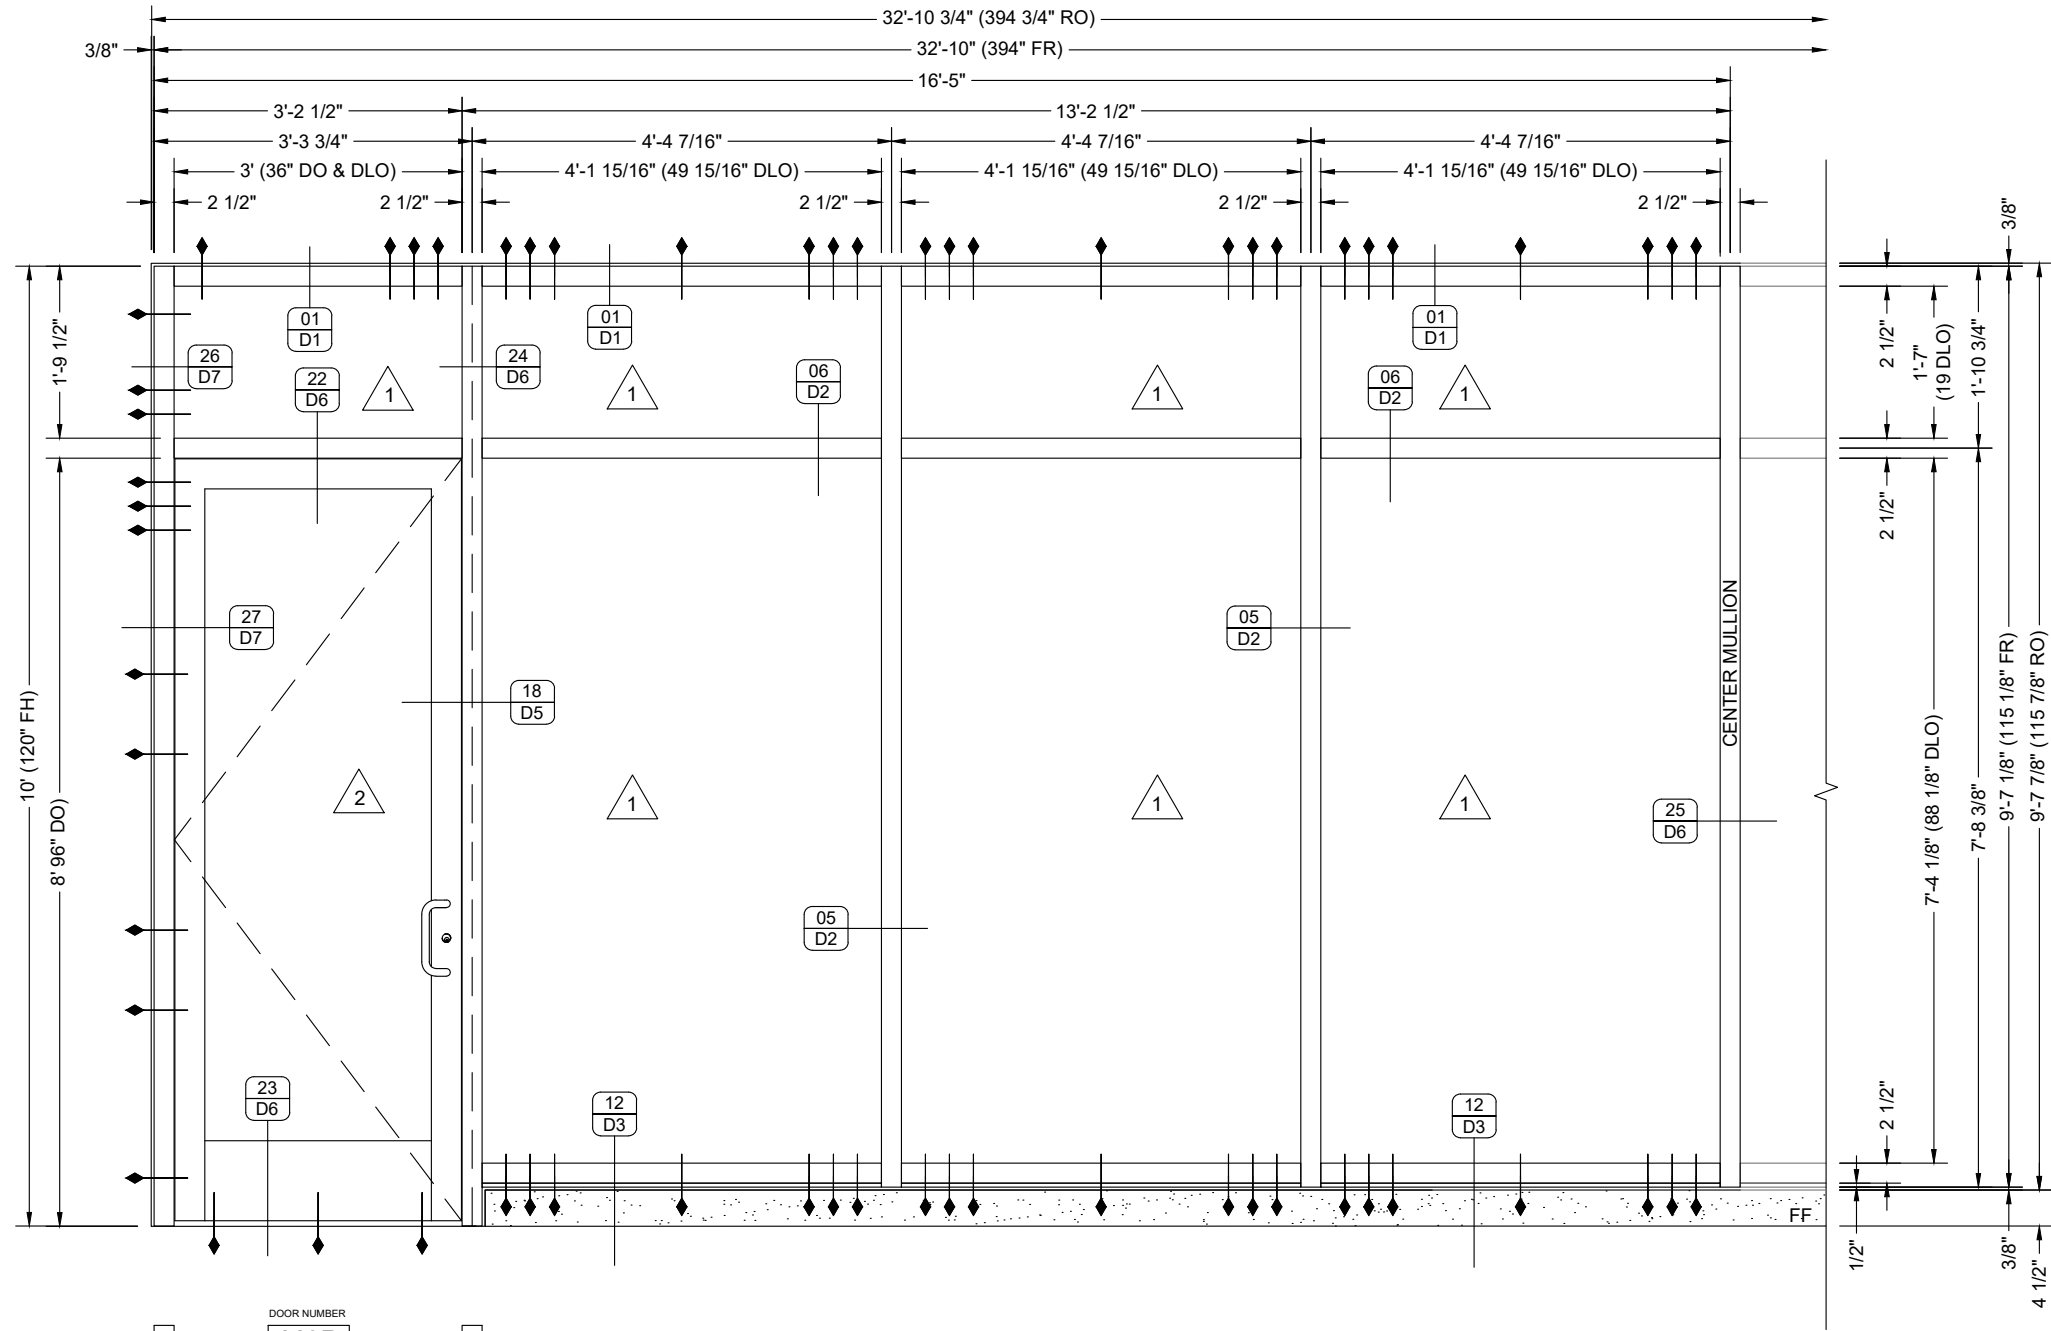 32'-10 3/4" (394 3/4" RO)
3/8"
32'-10" (394" FR)
16'-5"
3'-2 1/2"
13'-2 1/2"
3'-3 3/4"
4'-4 7/16"
4'-4 7/16"
4'-4 7/16"
3' (36" DO & DLO)
4'-1 15/16" (49 15/16" DLO)
4'-1 15/16" (49 15/16" DLO)
4'-1 15/16" (49 15/16" DLO)
2 1/2"
2 1/2"
2 1/2"
2 1/2"
2 1/2"
3/8"
01
D1
01
D1
01
D1
1'-9 1/2"
26
D7
22
D6
1
24
D6
1
06
D2
1
06
D2
1
2 1/2"
1'-7"
(19 DLO)
1'-10 3/4"
2 1/2"
27
D7
05
D2
CENTER MULLION
18
D5
10' (120" FH)
8' 96" DO)
2
1
1
1
25
D6
7'-4 1/8" (88 1/8" DLO)
7'-8 3/8"
9'-7 1/8" (115 1/8" FR)
9'-7 7/8" (115 7/8" RO)
05
D2
23
D6
12
D3
12
D3
2 1/2"
FF
1/2"
3/8"
4 1/2"
DOOR NUMBER